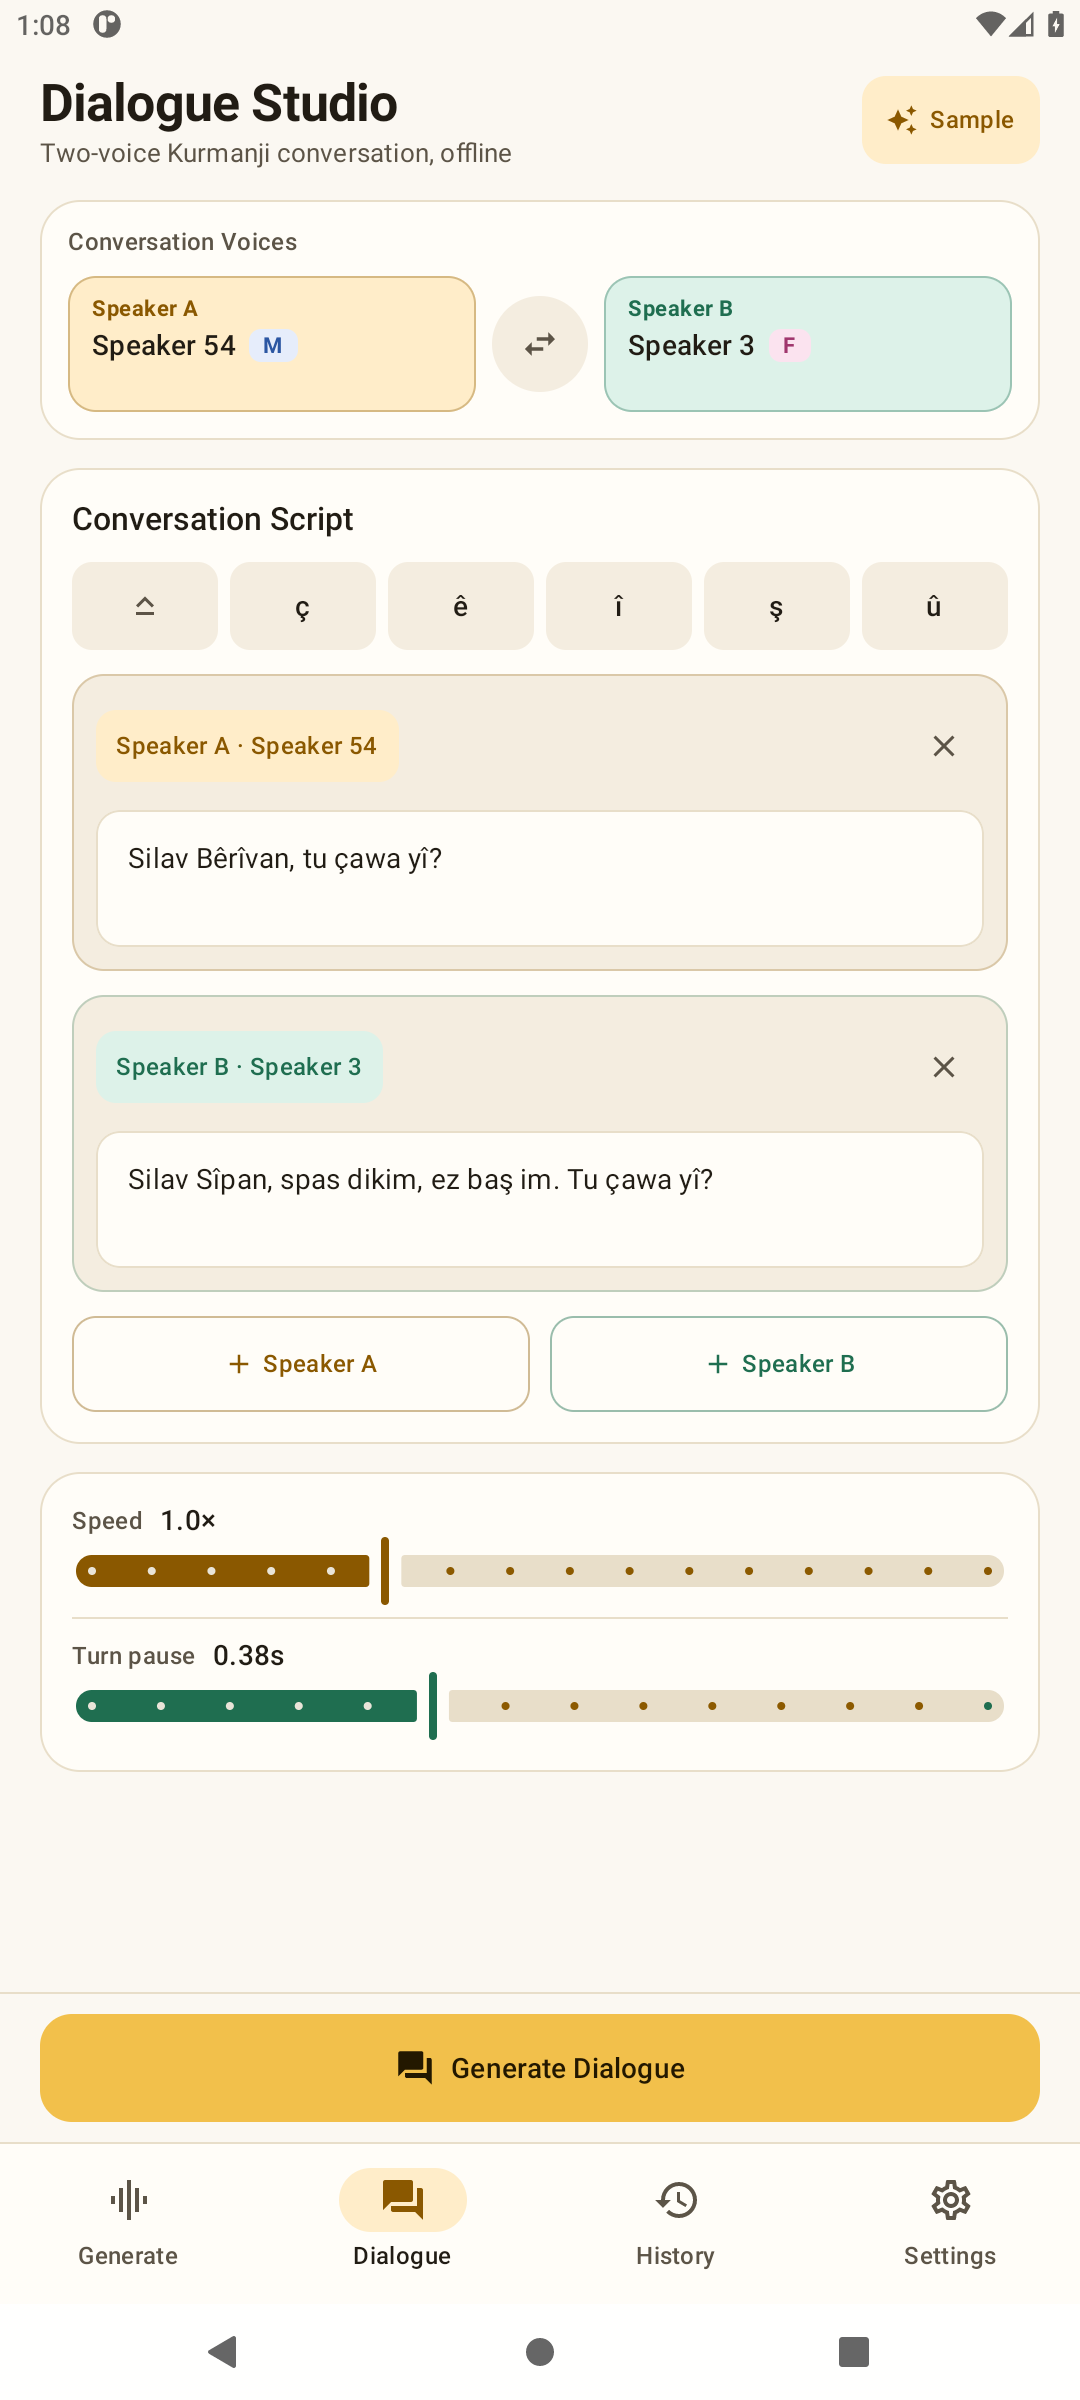 1:08
Dialogue Studio
Two-voice Kurmanji conversation, offline
Sample
Conversation Voices
Speaker A
Speaker 54 M
Speaker B
Speaker 3 F
Conversation Script
ç ê î ş û
Speaker A · Speaker 54
Silav Bêrîvan, tu çawa yî?
Speaker B · Speaker 3
Silav Sîpan, spas dikim, ez baş im. Tu çawa yî?
+ Speaker A
+ Speaker B
Speed 1.0×
Turn pause 0.38s
Generate Dialogue
Generate
Dialogue
History
Settings